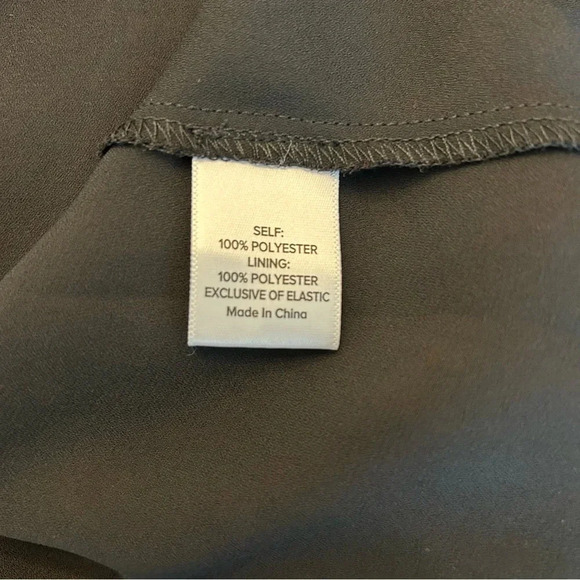 SELF:
100% POLYESTER
LINING:
100% POLYESTER
EXCLUSIVE OF ELASTIC
Made In China